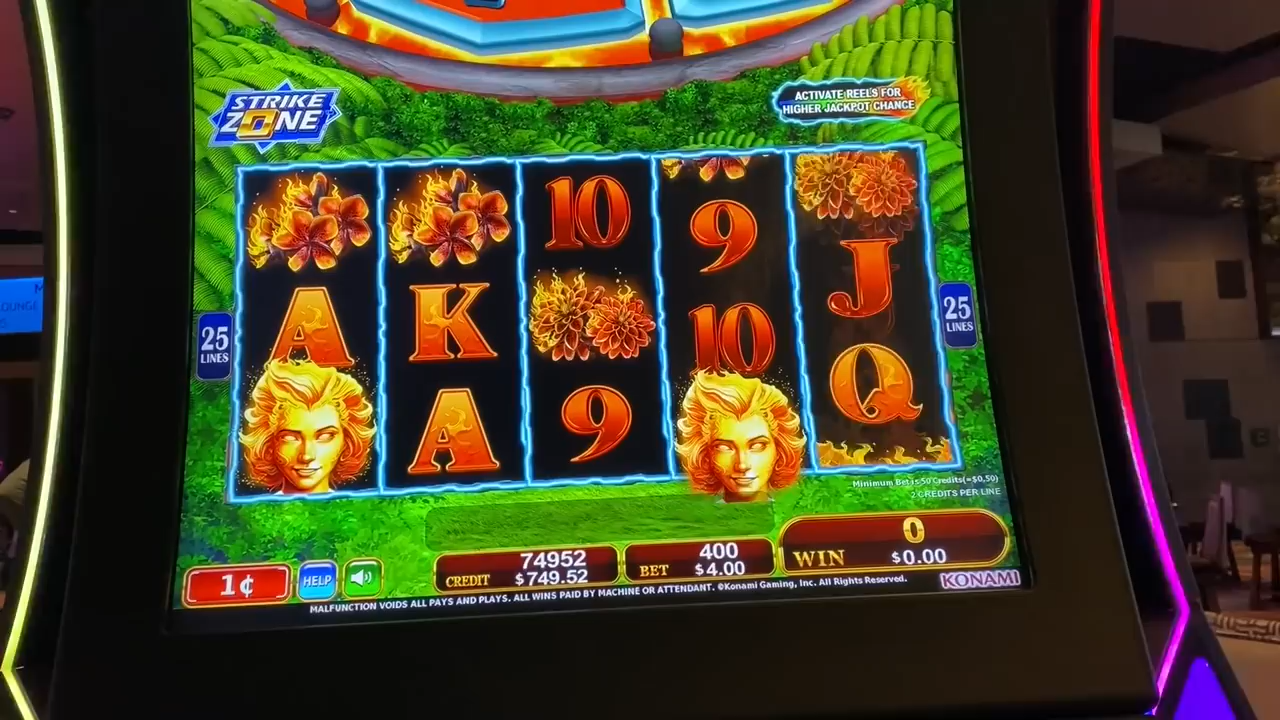 STRIKE
ZONE
ACTIVATE REELS FOR
HIGHER JACKPOT CHANCE
10
9
J
A
K
10
Q
A
9
25
LINES
25
LINES
LOUNGE
Minimum Bet is 50 Credits(=$0.50)
2 CREDITS PER LINE
1¢
HELP
CREDIT
74952
$749.52
BET
400
$4.00
WIN
0
$0.00
MALFUNCTION VOIDS ALL PAYS AND PLAYS. ALL WINS PAID BY MACHINE OR ATTENDANT. ©Konami Gaming, Inc. All Rights Reserved.
KONAMI